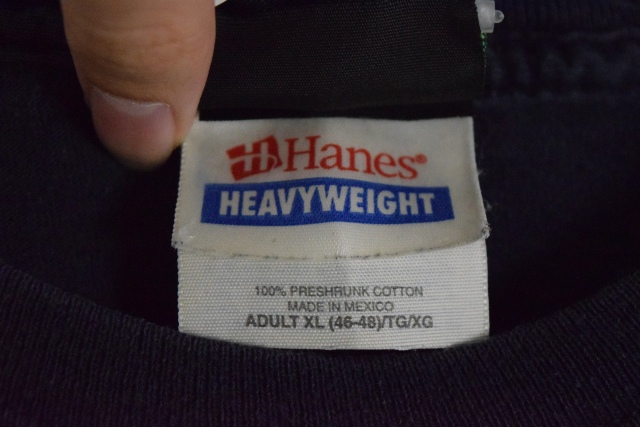 Hanes®
HEAVYWEIGHT
100% PRESHRUNK COTTON
MADE IN MEXICO
ADULT XL (46-48)/TG/XG